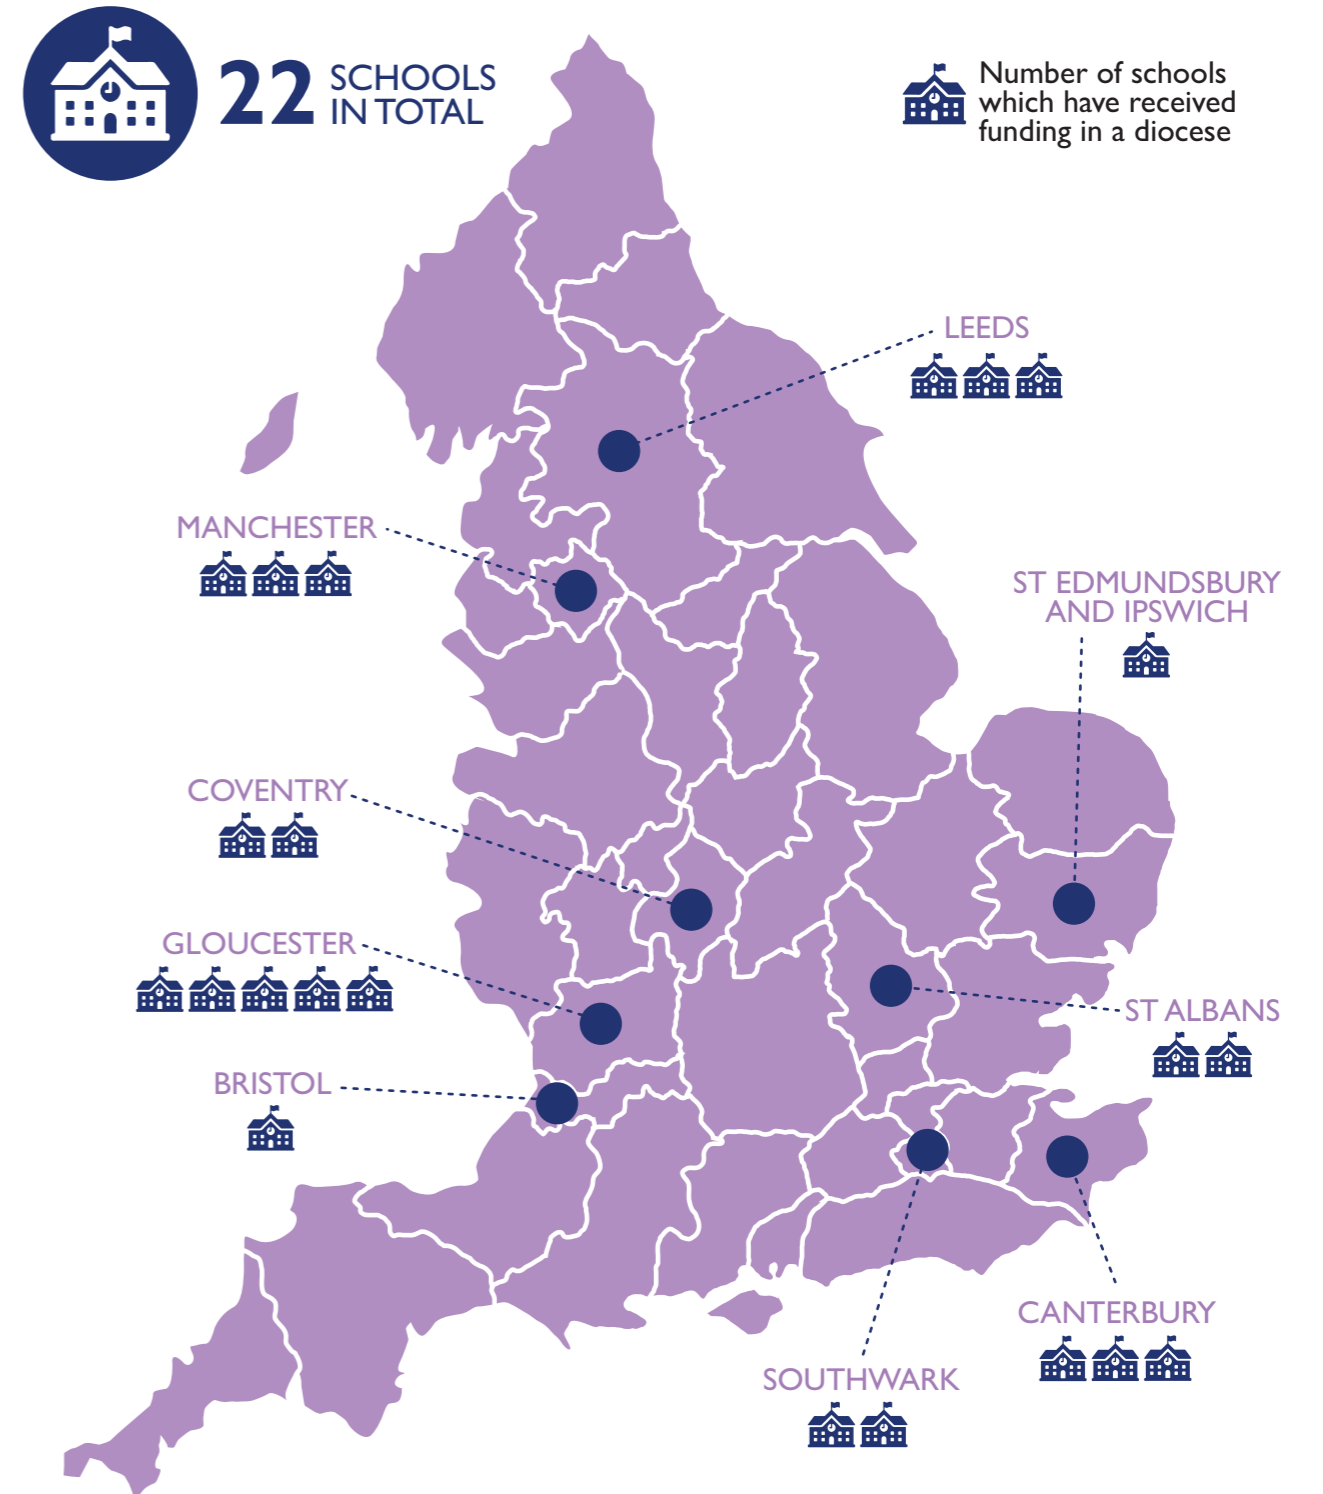 22 SCHOOLS
IN TOTAL
Number of schools
which have received
funding in a diocese
LEEDS
MANCHESTER
ST EDMUNDSBURY
AND IPSWICH
COVENTRY
GLOUCESTER
ST ALBANS
BRISTOL
CANTERBURY
SOUTHWARK